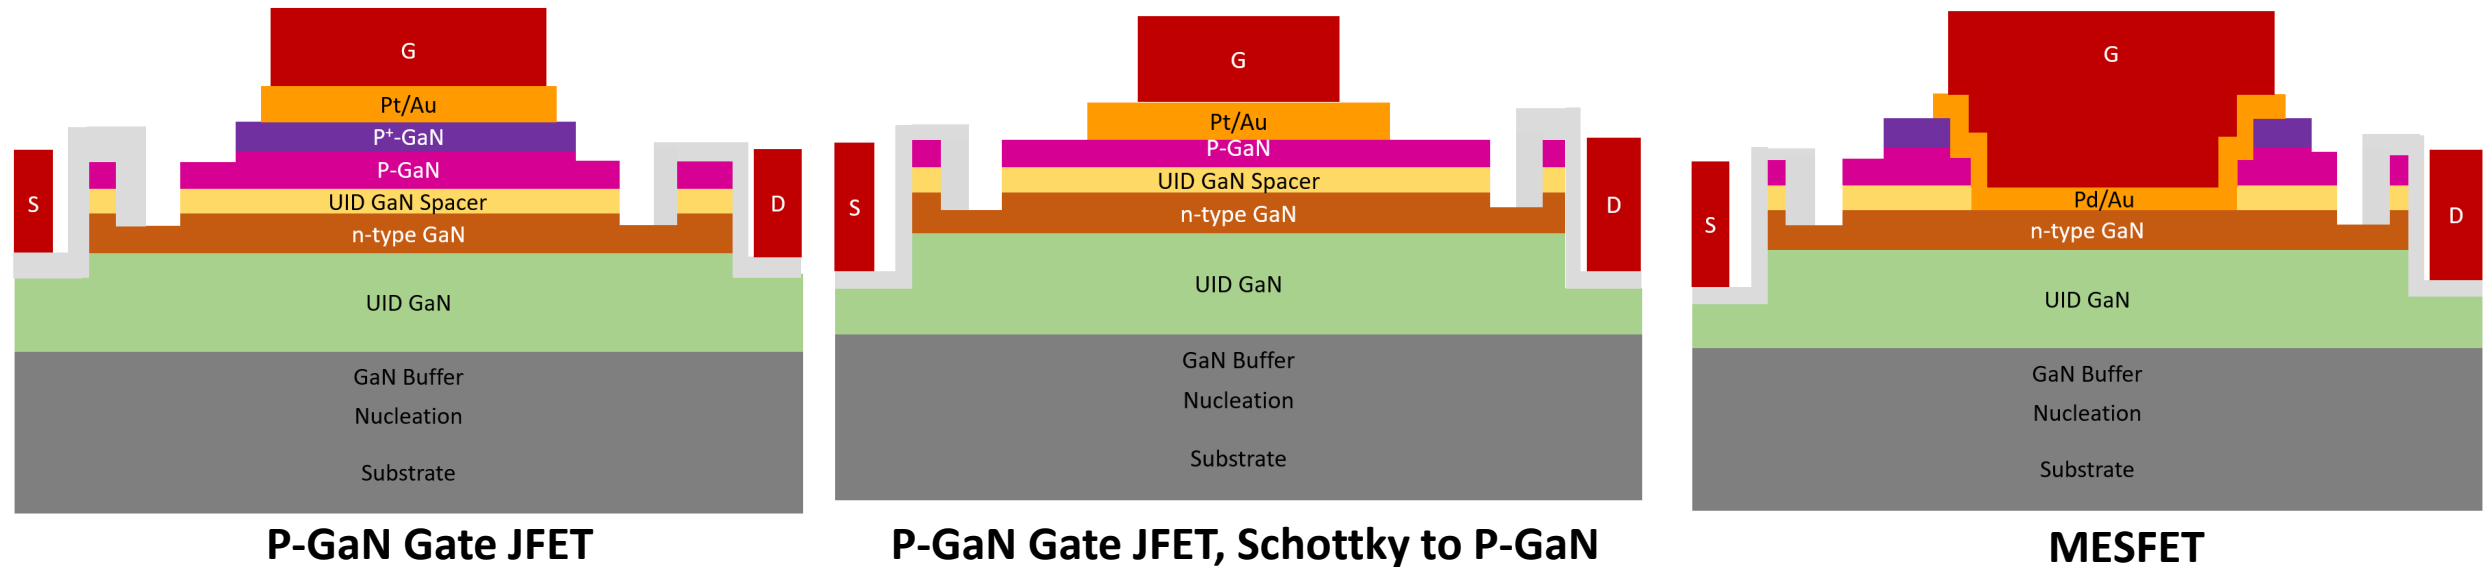 G
Pt/Au
P⁺-GaN
P-GaN
UID GaN Spacer
n-type GaN
S
D
UID GaN
GaN Buffer
Nucleation
Substrate
P-GaN Gate JFET
G
Pt/Au
P-GaN
UID GaN Spacer
n-type GaN
S
D
UID GaN
GaN Buffer
Nucleation
Substrate
P-GaN Gate JFET, Schottky to P-GaN
G
Pd/Au
n-type GaN
S
D
UID GaN
GaN Buffer
Nucleation
Substrate
MESFET